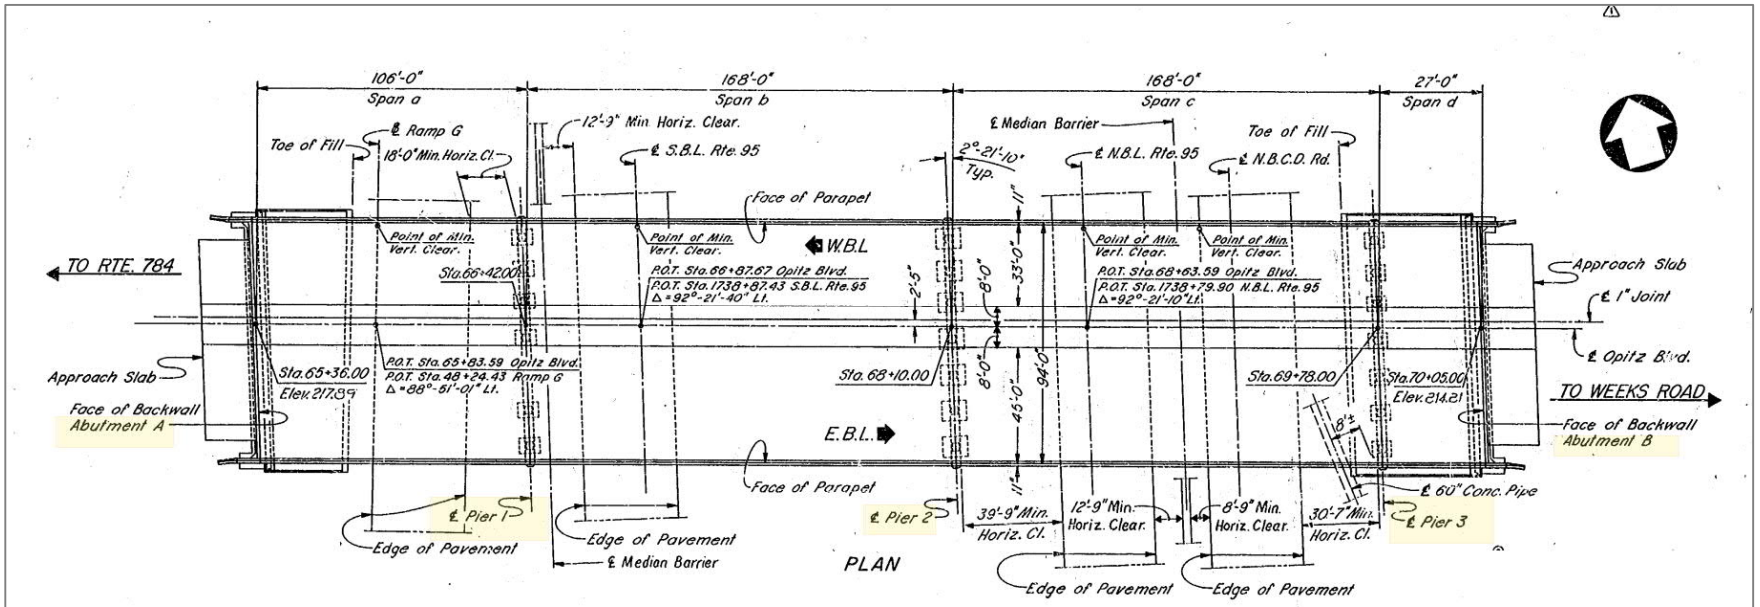 106'-0"
Span a
168'-0"
Span b
168'-0"
Span c
27'-0"
Span d
Toe of Fill
℄ Ramp G
18'-0" Min. Horiz. Cl.
12'-9" Min. Horiz. Clear.
℄ S.B.L. Rte. 95
2°-21'-10"
Typ.
℄ Median Barrier
℄ N.B.L. Rte. 95
Toe of Fill
℄ N.B.C.D. Rd.
11"
Face of Parapet
Point of Min.
Vert. Clear.
Point of Min.
Vert. Clear.
W.B.L
33'-0"
Point of Min.
Vert. Clear.
Point of Min.
Vert. Clear.
TO RTE. 784
Sta. 66+42.00
P.O.T. Sta. 66+87.67 Opitz Blvd.
P.O.T. Sta. 1738+87.43 S.B.L. Rte. 95
Δ = 92°-21'-40" Lt.
2'-5"
8'-0"
P.O.T. Sta. 68+63.59 Opitz Blvd.
P.O.T. Sta. 1738+79.90 N.B.L. Rte. 95
Δ = 92°-21'-10" Lt.
Approach Slab
℄ 1" Joint
℄ Opitz Blvd.
Approach Slab
Sta. 65+36.00
Elev. 217.89
P.O.T. Sta. 65+83.59 Opitz Blvd.
P.O.T. Sta. 48+24.43 Ramp G
Δ = 88°-51'-01" Lt.
Sta. 68+10.00
8'-0"
94'-0"
Sta. 69+78.00
Sta. 70+05.00
Elev. 214.21
TO WEEKS ROAD
Face of Backwall
Abutment A
E.B.L.
45'-0"
8'±
Face of Backwall
Abutment B
Face of Parapet
11"
℄ Pier 1
℄ Pier 2
39'-9" Min.
Horiz. Cl.
12'-9" Min.
Horiz. Clear.
8'-9" Min.
Horiz. Clear.
30'-7" Min.
Horiz. Cl.
℄ 60" Conc. Pipe
℄ Pier 3
Edge of Pavement
Edge of Pavement
℄ Median Barrier
PLAN
Edge of Pavement
Edge of Pavement